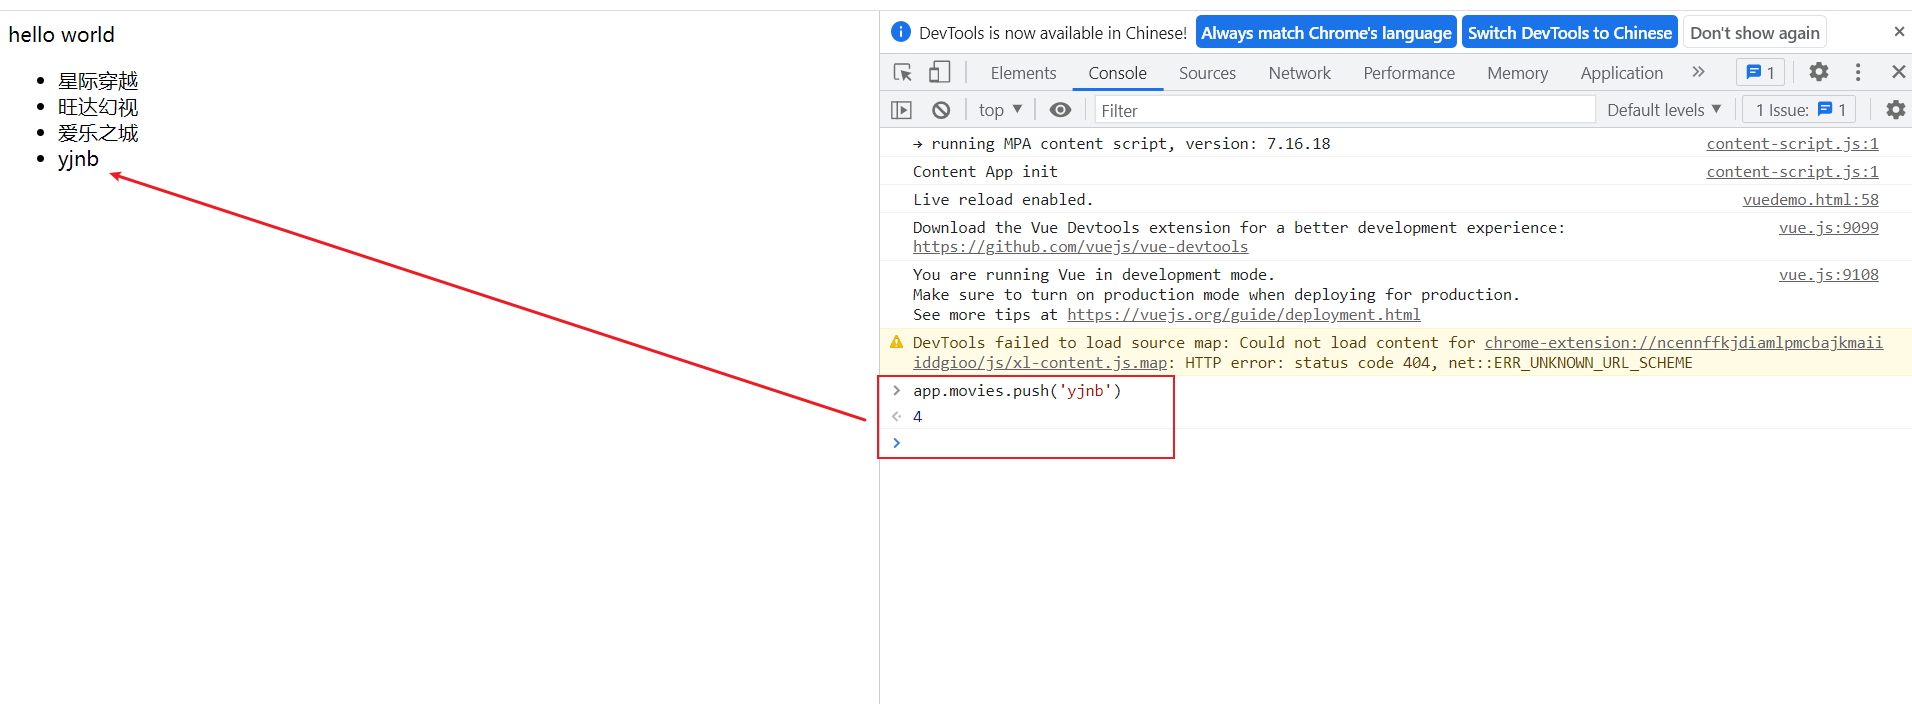 hello world
星际穿越
旺达幻视
爱乐之城
yjnb
DevTools is now available in Chinese! Always match Chrome's language Switch DevTools to Chinese Don't show again
Elements Console Sources Network Performance Memory Application 1
top Filter Default levels 1 Issue: 1
→ running MPA content script, version: 7.16.18 content-script.js:1
Content App init content-script.js:1
Live reload enabled. vuedemo.html:58
Download the Vue Devtools extension for a better development experience: vue.js:9099
https://github.com/vuejs/vue-devtools
You are running Vue in development mode. vue.js:9108
Make sure to turn on production mode when deploying for production.
See more tips at https://vuejs.org/guide/deployment.html
DevTools failed to load source map: Could not load content for chrome-extension://ncennffkjdiamlpmcbajkmaii
iddgioo/js/xl-content.js.map: HTTP error: status code 404, net::ERR_UNKNOWN_URL_SCHEME
app.movies.push('yjnb')
4